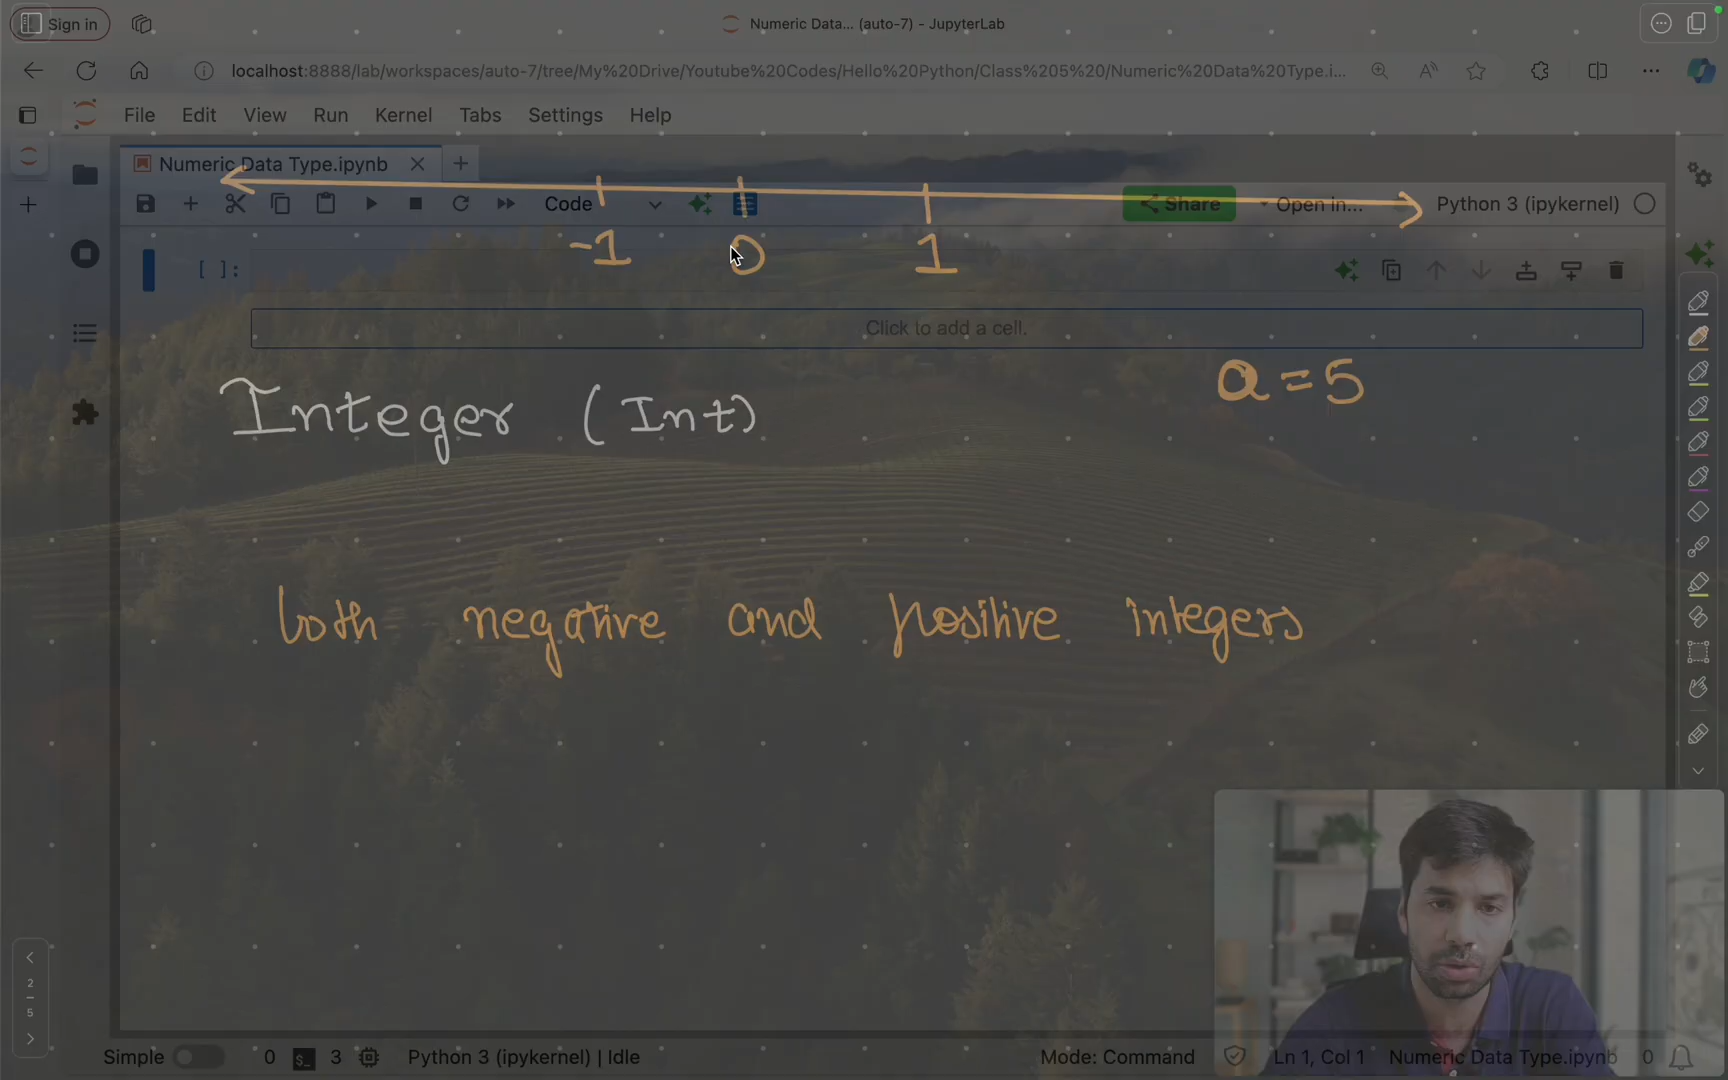 Sign in
Numeric Data... (auto-7) - JupyterLab
localhost:8888/lab/workspaces/auto-7/tree/My%20Drive/Youtube%20Codes/Hello%20Python/Class%205%20/Numeric%20Data%20Type.i...
File Edit View Run Kernel Tabs Settings Help
Numeric Data Type.ipynb
Code Share Open in... Python 3 (ipykernel)
-1 0 1
[ ]:
Click to add a cell.
a = 5
Integer (Int)
both negative and positive integers
2
5
Simple 0 3 Python 3 (ipykernel) | Idle Mode: Command Ln 1, Col 1 Numeric Data Type.ipynb 0